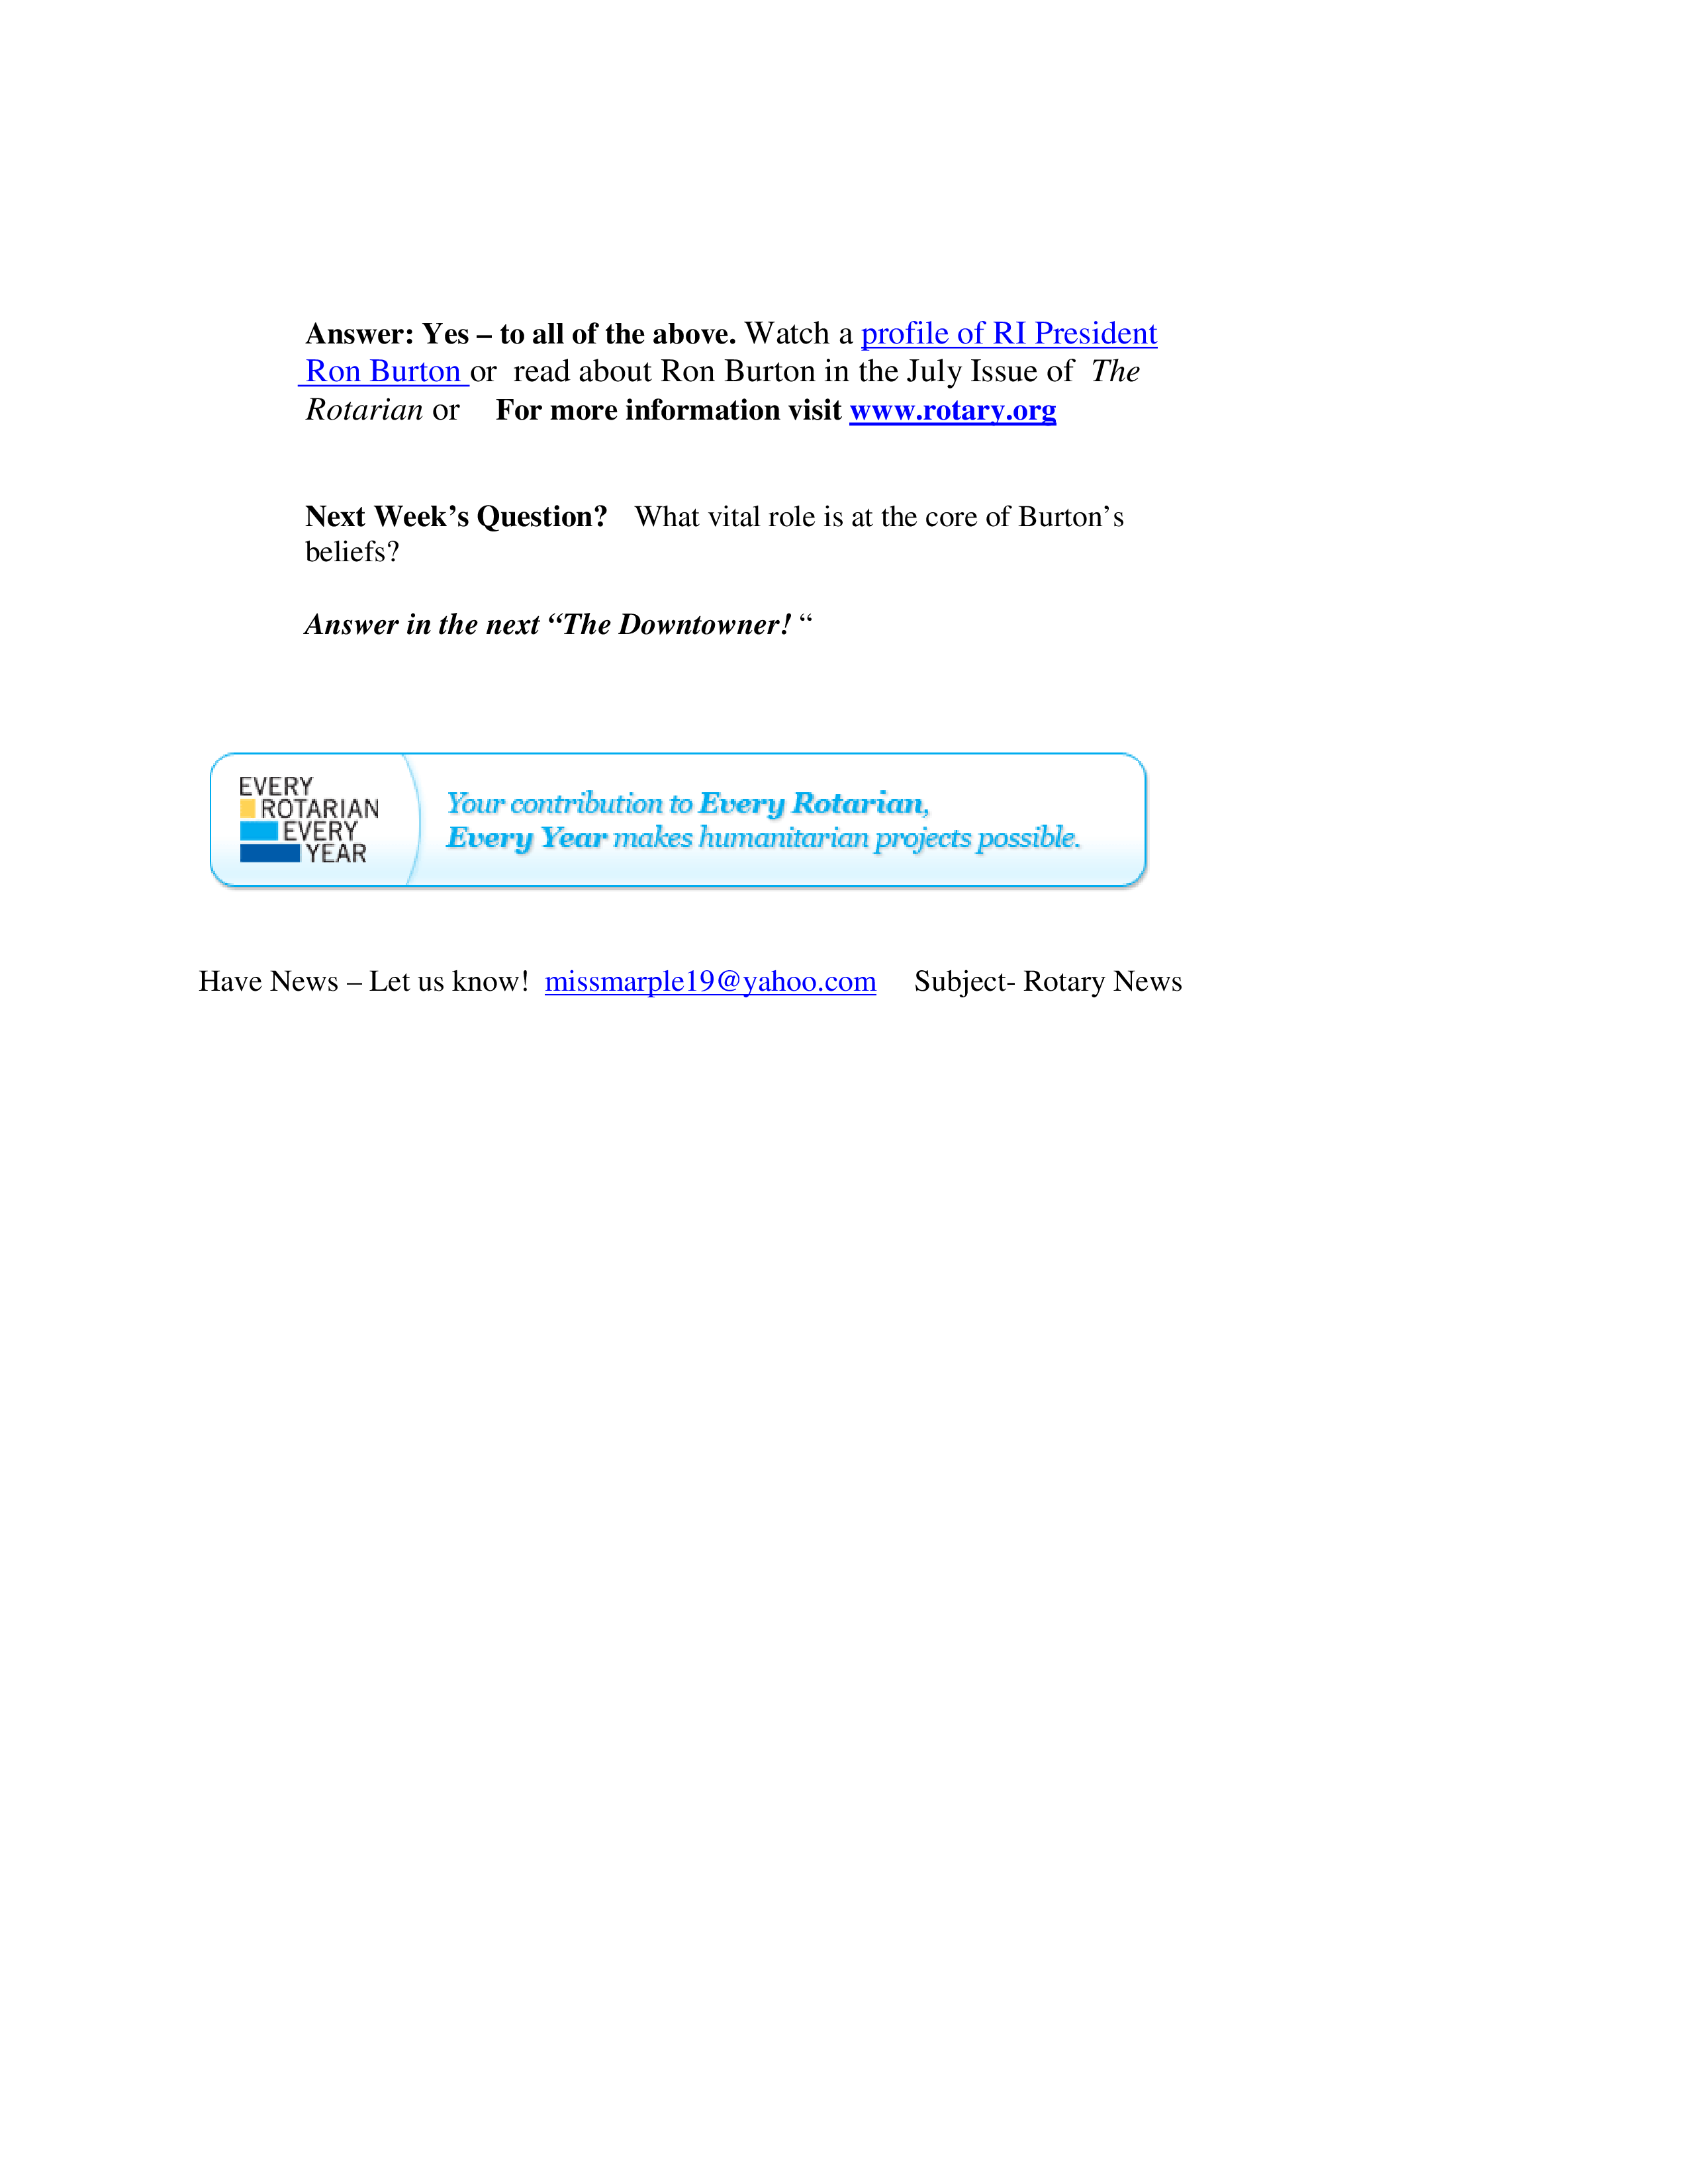 Answer: Yes – to all of the above. Watch a profile of RI President
Ron Burton or read about Ron Burton in the July Issue of The
Rotarian or For more information visit www.rotary.org
Next Week’s Question? What vital role is at the core of Burton’s
beliefs?
Answer in the next “The Downtowner! “
EVERY
ROTARIAN
EVERY
YEAR
Your contribution to Every Rotarian,
Every Year makes humanitarian projects possible.
Have News – Let us know! missmarple19@yahoo.com Subject- Rotary News